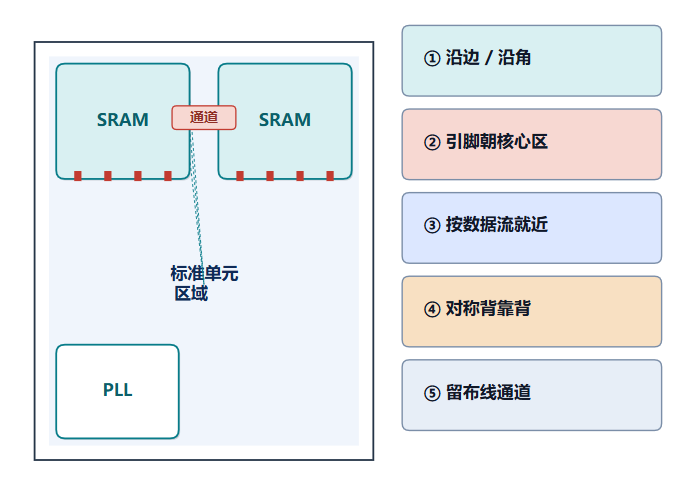 SRAM
通道
SRAM
标准单元
区域
PLL
① 沿边 / 沿角
② 引脚朝核心区
③ 按数据流就近
④ 对称背靠背
⑤ 留布线通道